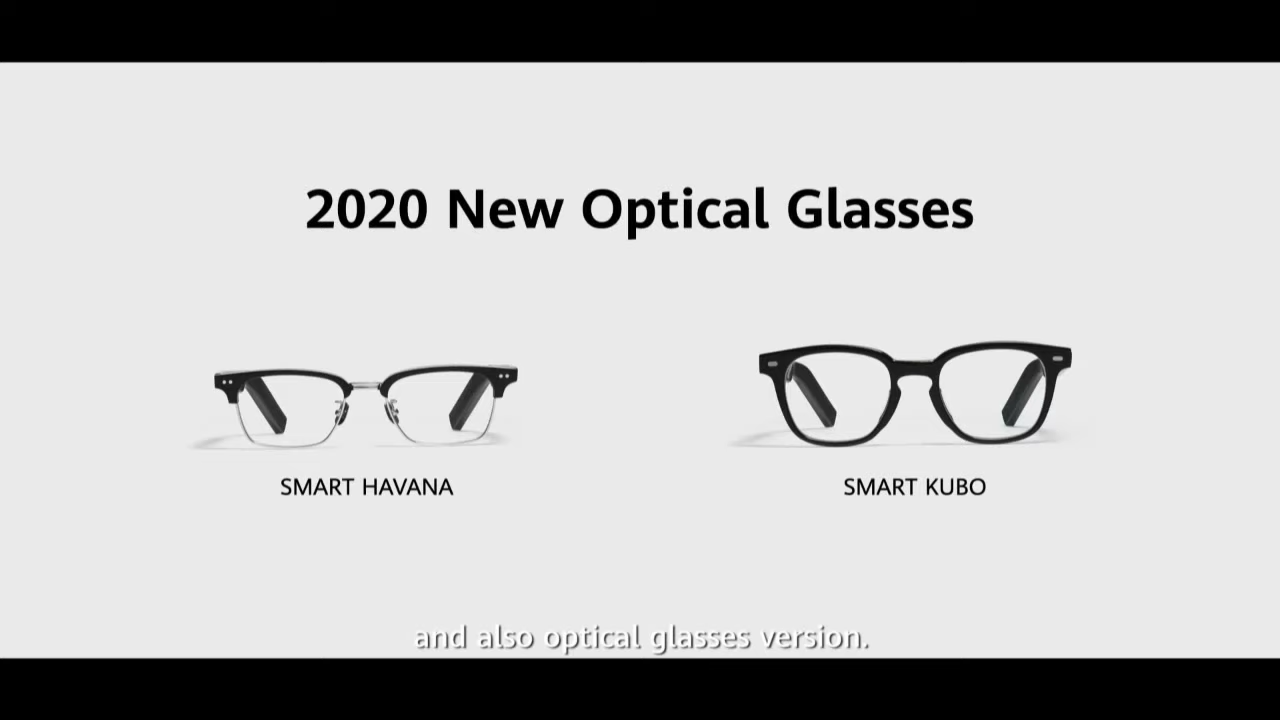 2020 New Optical Glasses
SMART HAVANA
SMART KUBO
and also optical glasses version.